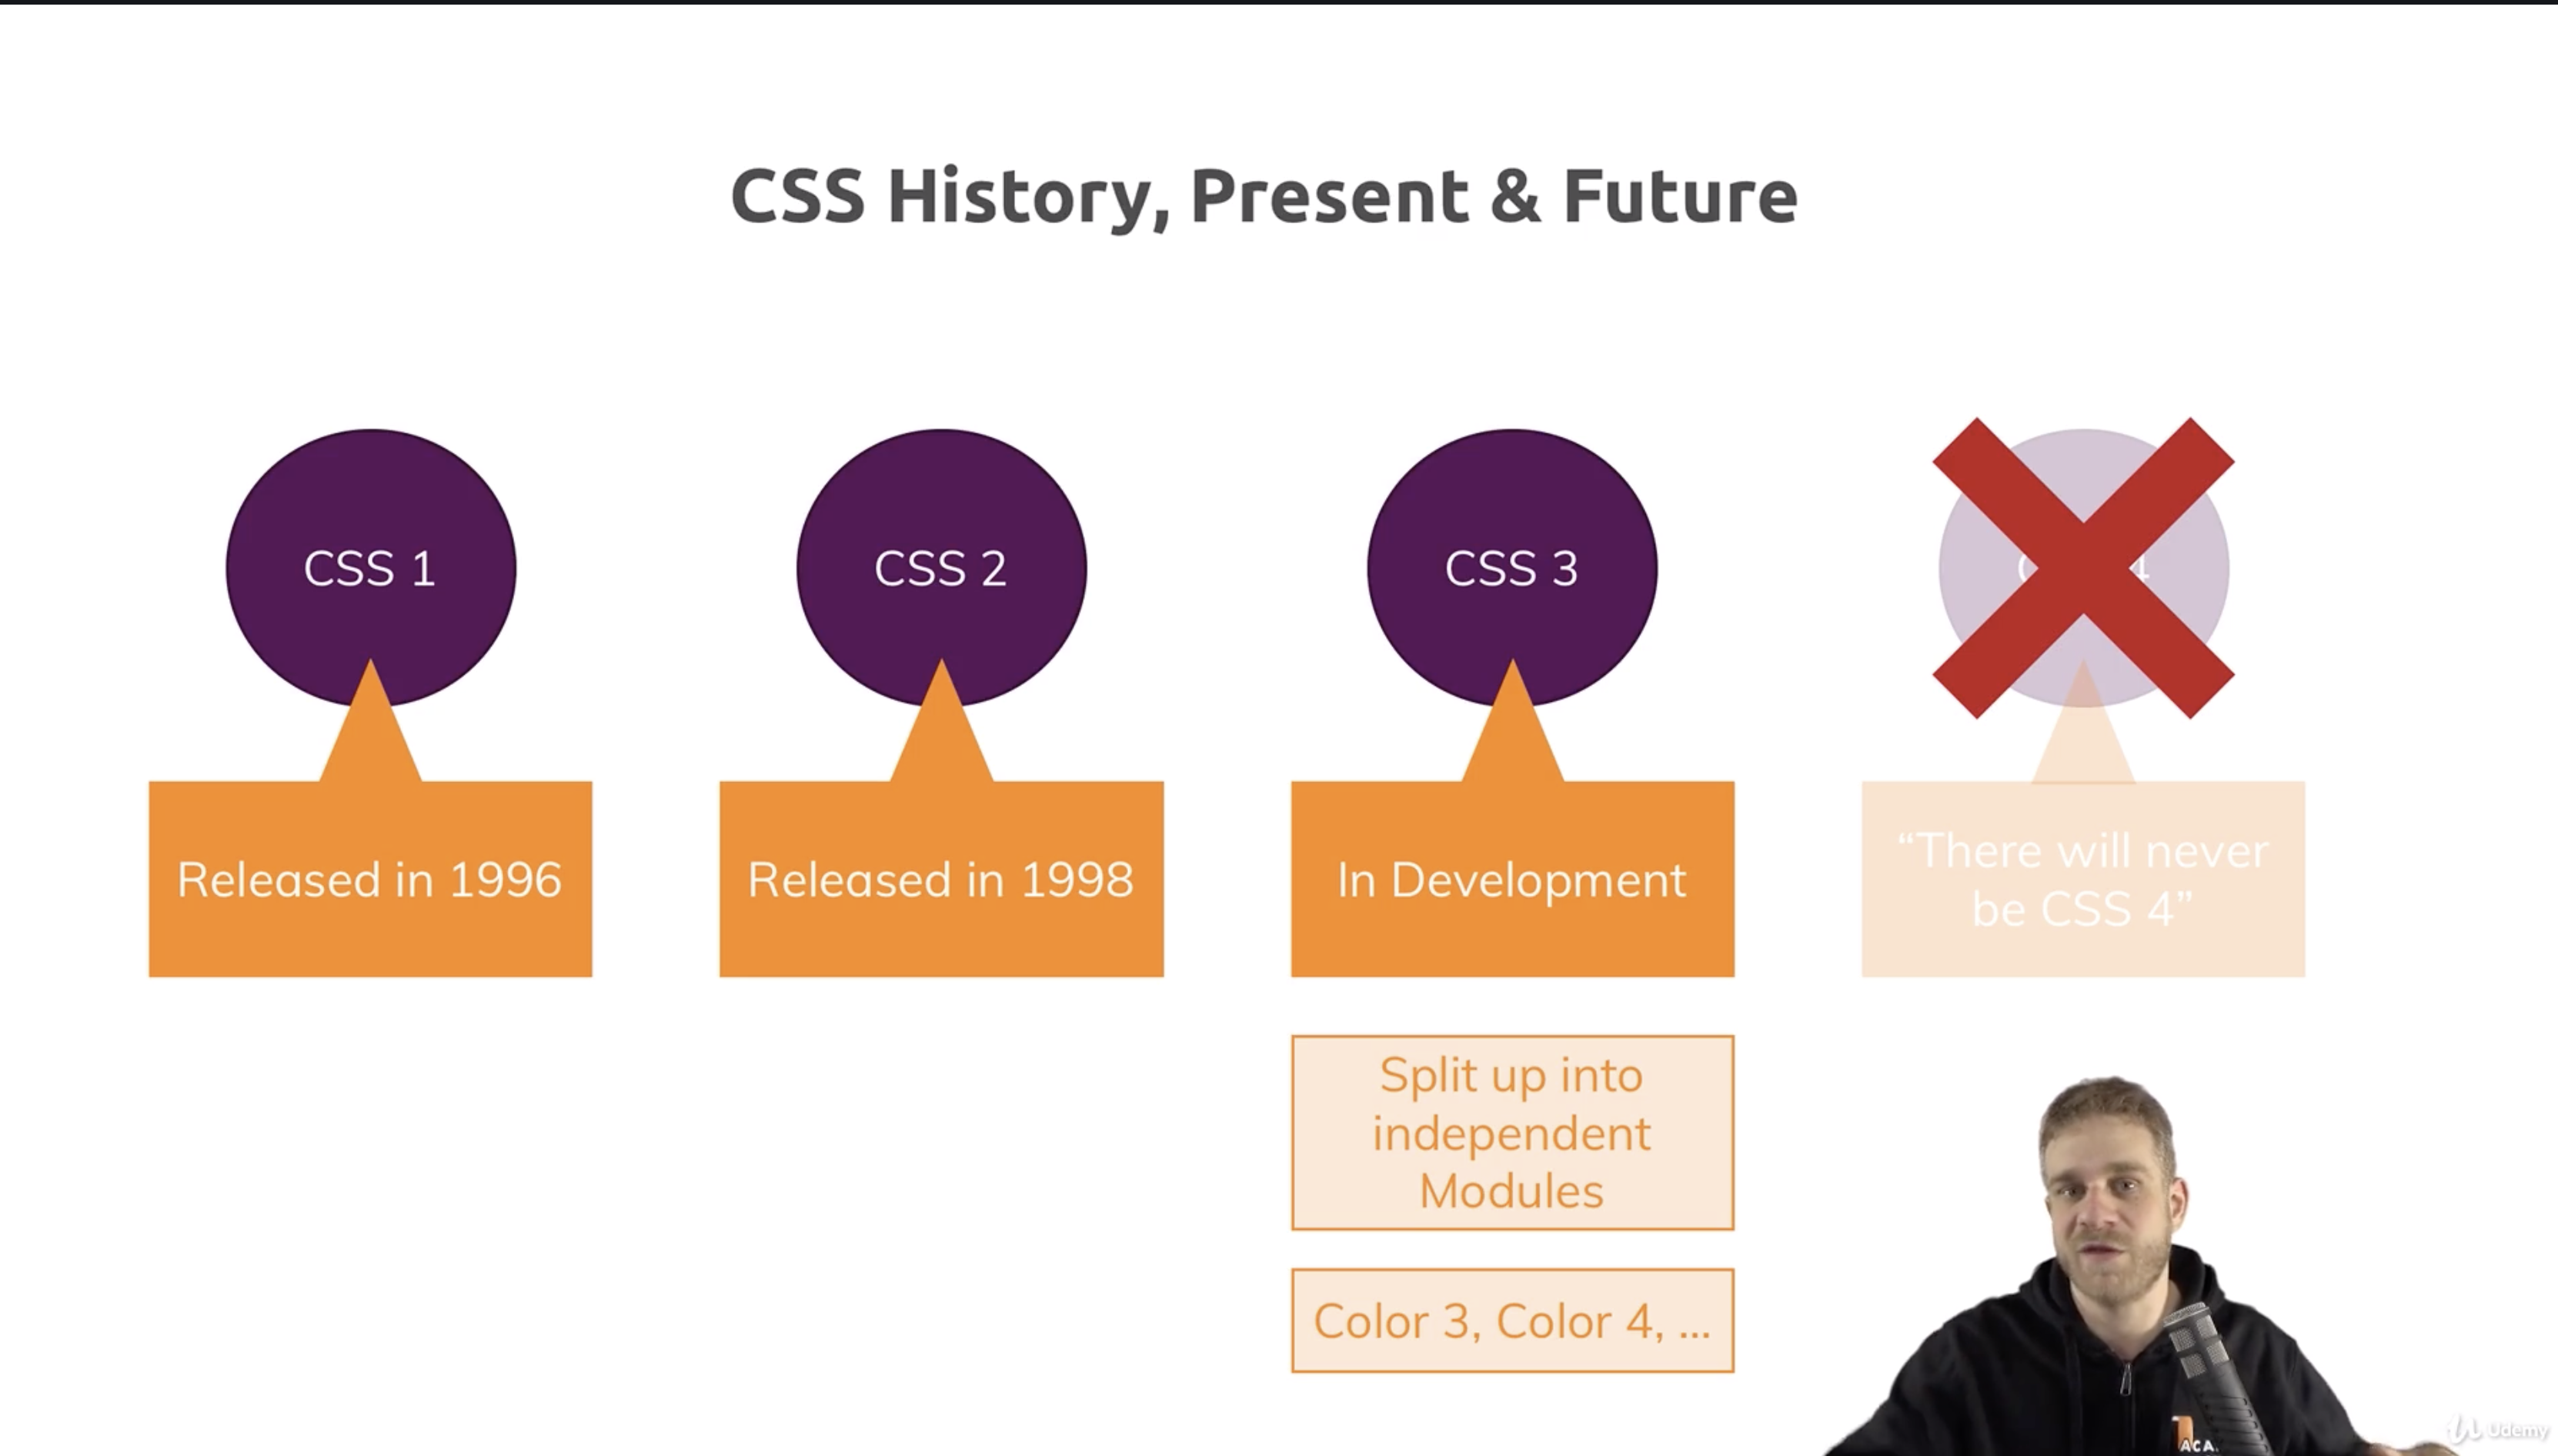 CSS History, Present & Future
CSS 1
CSS 2
CSS 3
4
Released in 1996
Released in 1998
In Development
“There will never
be CSS 4”
Split up into
independent
Modules
Color 3, Color 4, ...
ACA
Udemy